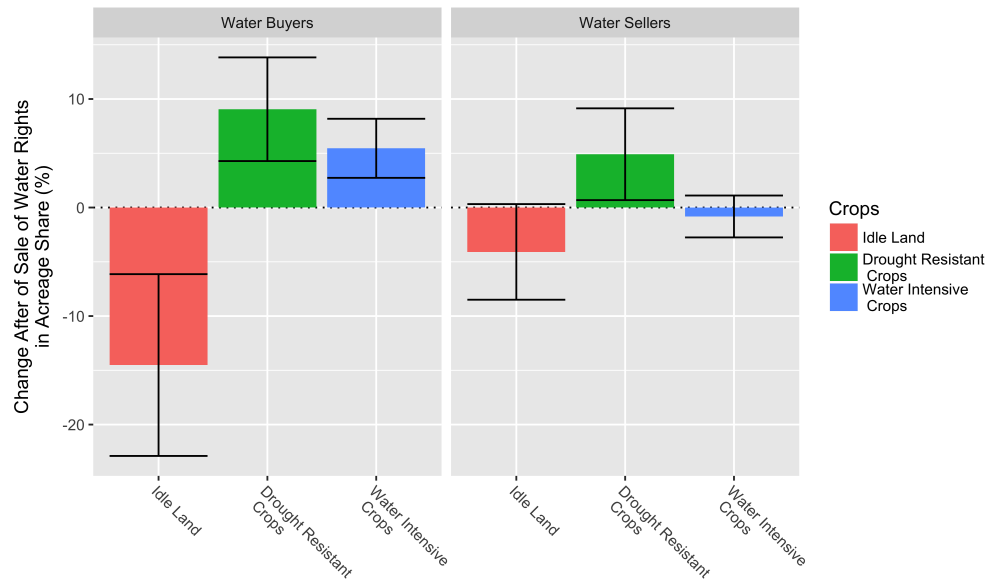 Water Buyers
Water Sellers
Change After of Sale of Water Rights
in Acreage Share (%)
10
0
-10
-20
Idle Land
Drought Resistant
Crops
Water Intensive
Crops
Idle Land
Drought Resistant
Crops
Water Intensive
Crops
Crops
Idle Land
Drought Resistant
Crops
Water Intensive
Crops